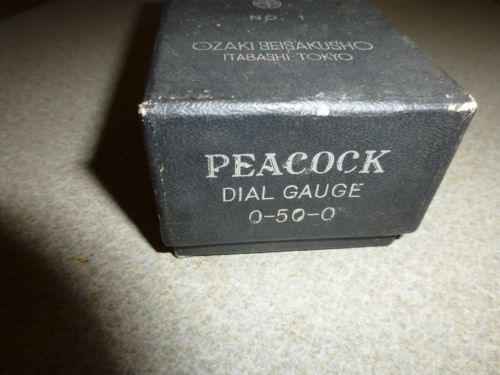 NO. 1
OZAKI SEISAKUSHO
ITABASHI TOKYO
PEACOCK
DIAL GAUGE
0-50-0